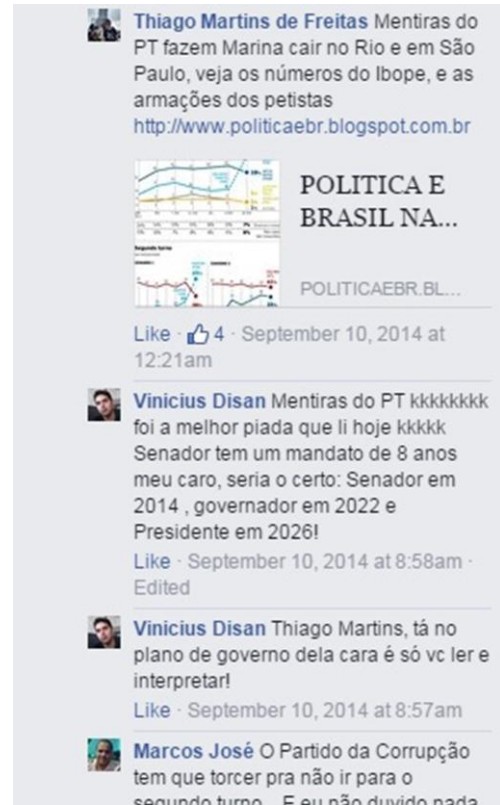 Thiago Martins de Freitas Mentiras do
PT fazem Marina cair no Rio e em São
Paulo, veja os números do Ibope, e as
armações dos petistas
http://www.politicaebr.blogspot.com.br
POLITICA E
BRASIL NA...
POLITICAEBR.BL...
Like · 4 · September 10, 2014 at
12:21am
Vinicius Disan Mentiras do PT kkkkkkkk
foi a melhor piada que li hoje kkkkk
Senador tem um mandato de 8 anos
meu caro, seria o certo: Senador em
2014 , governador em 2022 e
Presidente em 2026!
Like · September 10, 2014 at 8:58am ·
Edited
Vinicius Disan Thiago Martins, tá no
plano de governo dela cara é só vc ler e
interpretar!
Like · September 10, 2014 at 8:57am
Marcos José O Partido da Corrupção
tem que torcer pra não ir para o
segundo turno... E eu não duvido nada